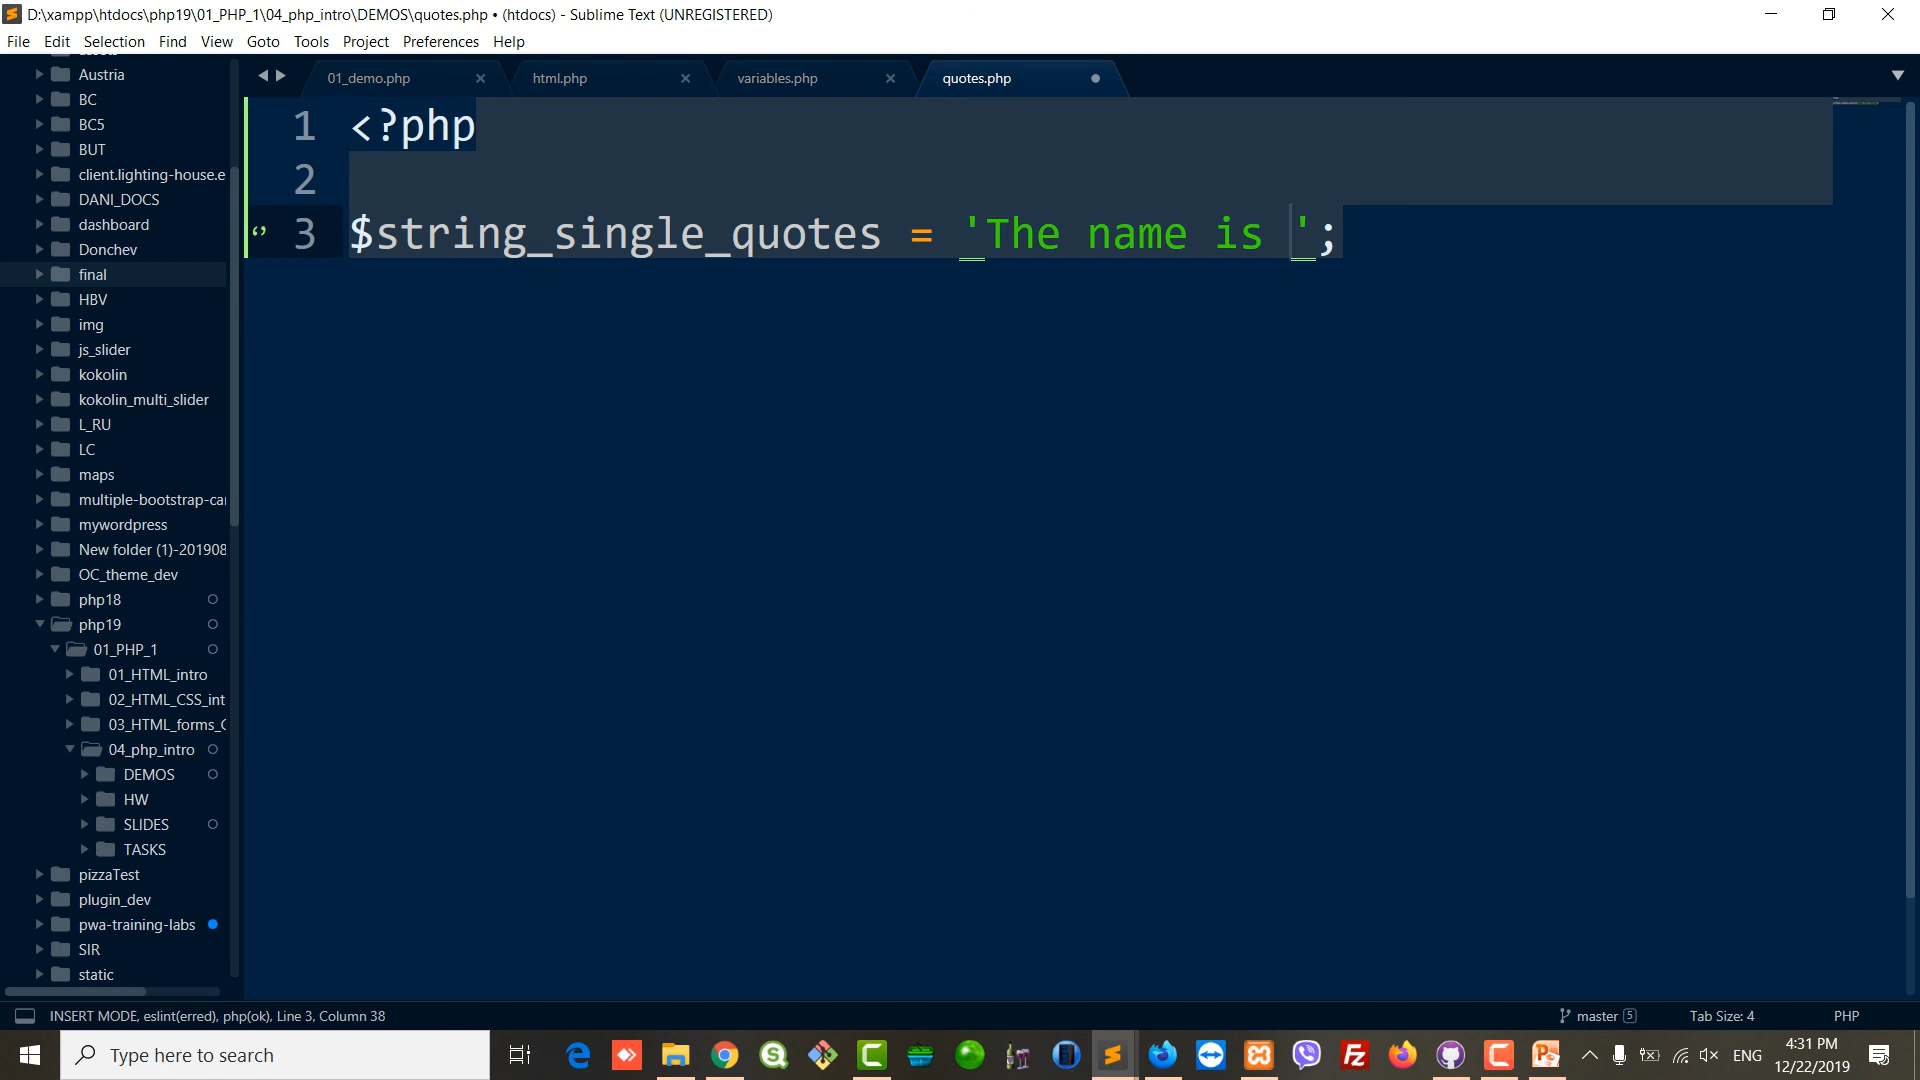 D:\xampp\htdocs\php19\01_PHP_1\04_php_intro\DEMOS\quotes.php • (htdocs) - Sublime Text (UNREGISTERED)
File Edit Selection Find View Goto Tools Project Preferences Help
01_demo.php html.php variables.php quotes.php
Austria
BC
BC5
BUT
client.lighting-house.e
DANI_DOCS
dashboard
Donchev
final
HBV
img
js_slider
kokolin
kokolin_multi_slider
L_RU
LC
maps
multiple-bootstrap-car
mywordpress
New folder (1)-201908
OC_theme_dev
php18
php19
01_PHP_1
01_HTML_intro
02_HTML_CSS_int
03_HTML_forms_C
04_php_intro
DEMOS
HW
SLIDES
TASKS
pizzaTest
plugin_dev
pwa-training-labs
SIR
static
1 <?php
2
3 $string_single_quotes = 'The name is ';
INSERT MODE, eslint(erred), php(ok), Line 3, Column 38 master 5 Tab Size: 4 PHP
Type here to search
ENG
4:31 PM
12/22/2019